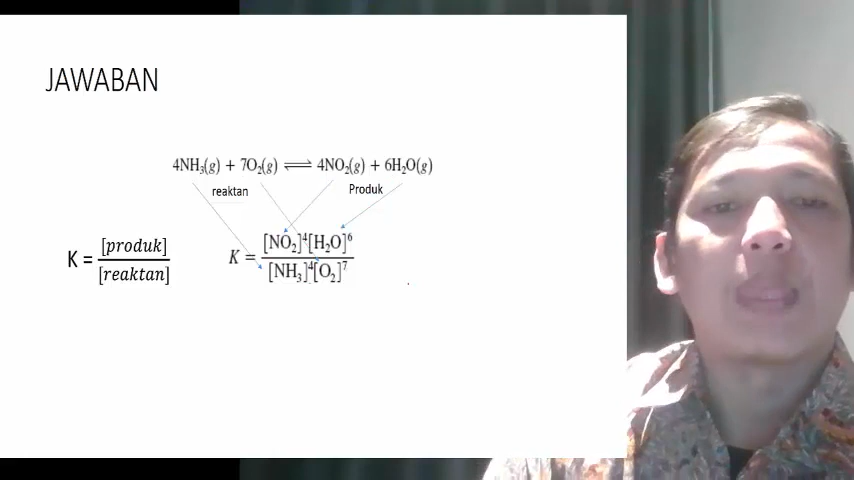 JAWABAN
4NH₃(g) + 7O₂(g) ⇌ 4NO₂(g) + 6H₂O(g)
reaktan Produk
K = [produk] / [reaktan]
K = [NO₂]⁴[H₂O]⁶ / [NH₃]⁴[O₂]⁷